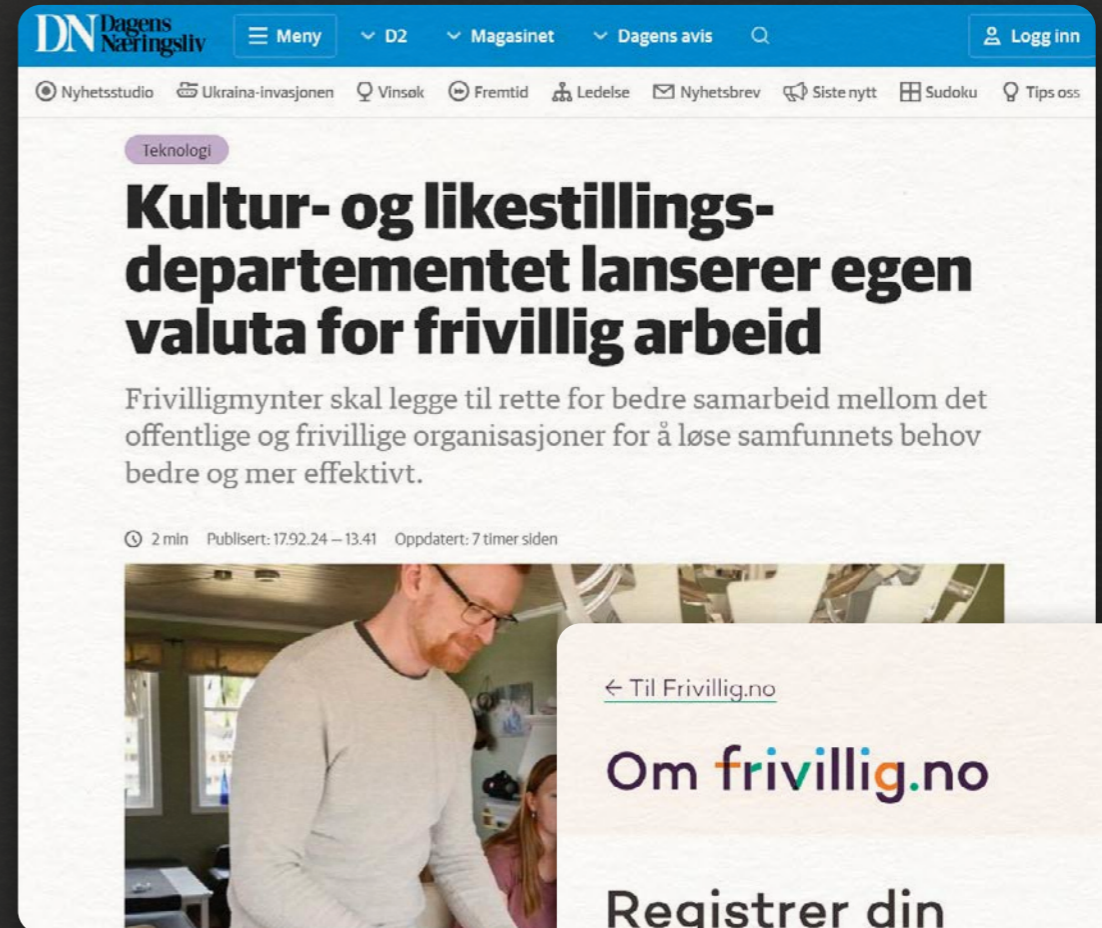 DN Dagens Næringsliv
Meny
D2
Magasinet
Dagens avis
Logg inn
Nyhetsstudio
Ukraina-invasjonen
Vinsøk
Fremtid
Ledelse
Nyhetsbrev
Siste nytt
Sudoku
Tips oss
Teknologi
Kultur- og likestillings-
departementet lanserer egen
valuta for frivillig arbeid
Frivilligmynter skal legge til rette for bedre samarbeid mellom det
offentlige og frivillige organisasjoner for å løse samfunnets behov
bedre og mer effektivt.
2 min Publisert: 17.92.24 – 13.41 Oppdatert: 7 timer siden
← Til Frivillig.no
Om frivillig.no
Registrer din